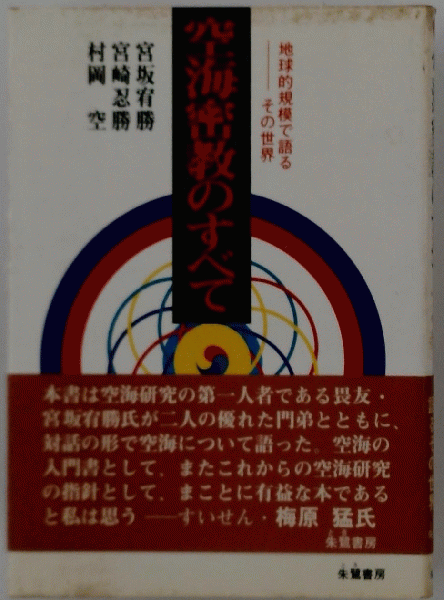 地球的規模で語る
――その世界
空海密教のすべて
宮坂宥勝
宮崎忍勝
村岡 空
本書は空海研究の第一人者である畏友・
宮坂宥勝氏が二人の優れた門弟とともに、
対話の形で空海について語った。空海の
入門書として、またこれからの空海研究
の指針として、まことに有益な本である
と私は思う ――すいせん・梅原 猛氏
朱鷺書房
朱鷺書房